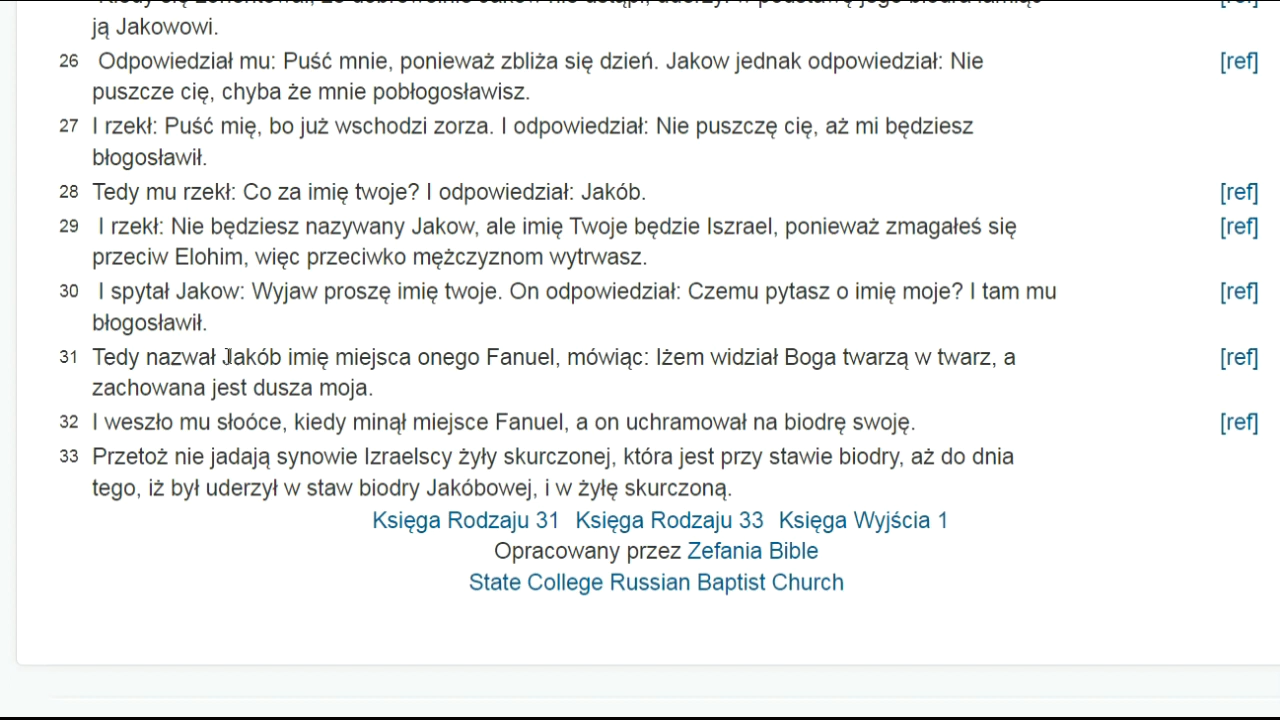 [ref]
ją Jakowowi.
26 Odpowiedział mu: Puść mnie, ponieważ zbliża się dzień. Jakow jednak odpowiedział: Nie [ref]
puszcze cię, chyba że mnie pobłogosławisz.
27 I rzekł: Puść mię, bo już wschodzi zorza. I odpowiedział: Nie puszczę cię, aż mi będziesz
błogosławił.
28 Tedy mu rzekł: Co za imię twoje? I odpowiedział: Jakób. [ref]
29 I rzekł: Nie będziesz nazywany Jakow, ale imię Twoje będzie Iszrael, ponieważ zmagałeś się [ref]
przeciw Elohim, więc przeciwko mężczyznom wytrwasz.
30 I spytał Jakow: Wyjaw proszę imię twoje. On odpowiedział: Czemu pytasz o imię moje? I tam mu [ref]
błogosławił.
31 Tedy nazwał Jakób imię miejsca onego Fanuel, mówiąc: Iżem widział Boga twarzą w twarz, a [ref]
zachowana jest dusza moja.
32 I weszło mu słoóce, kiedy minął miejsce Fanuel, a on uchramował na biodrę swoję. [ref]
33 Przetoż nie jadają synowie Izraelscy żyły skurczonej, która jest przy stawie biodry, aż do dnia
tego, iż był uderzył w staw biodry Jakóbowej, i w żyłę skurczoną.
Księga Rodzaju 31 Księga Rodzaju 33 Księga Wyjścia 1
Opracowany przez Zefania Bible
State College Russian Baptist Church